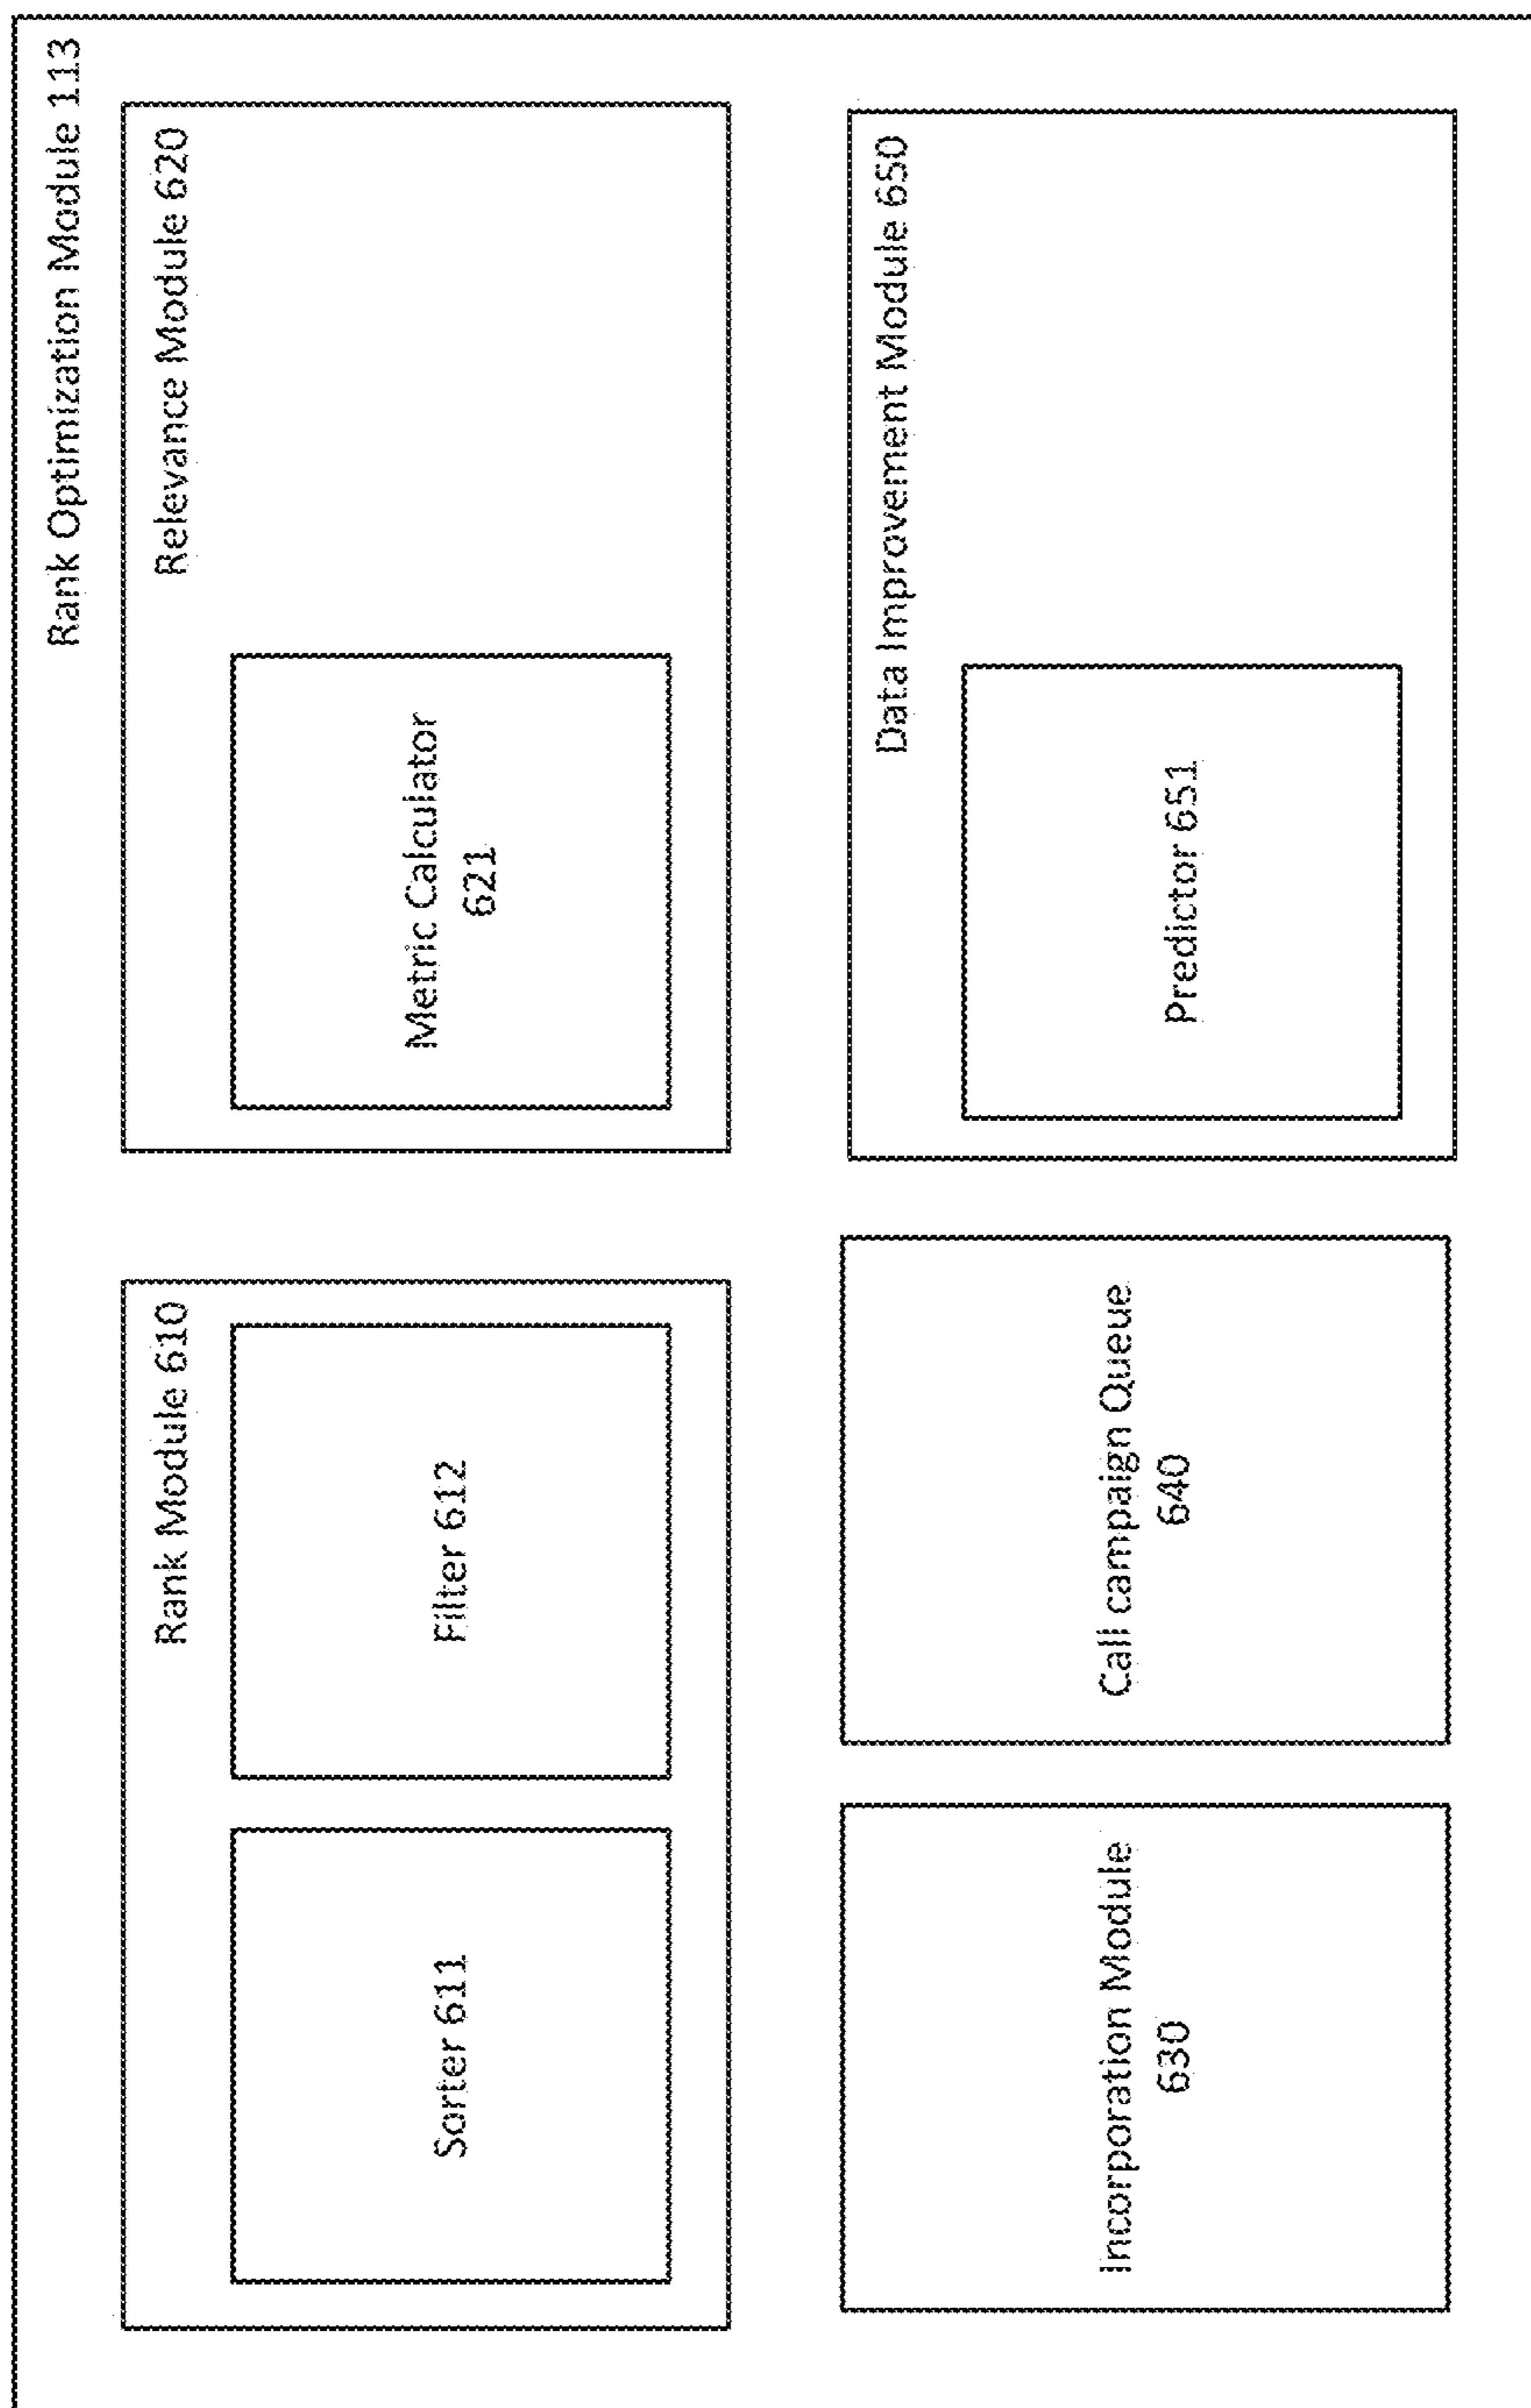 Rank Optimization Module 113
Rank Module 610
Sorter 611
Filter 612
Relevance Module 620
Metric Calculator
621
Incorporation Module
630
Call campaign Queue
640
Data Improvement Module 650
Predictor 651